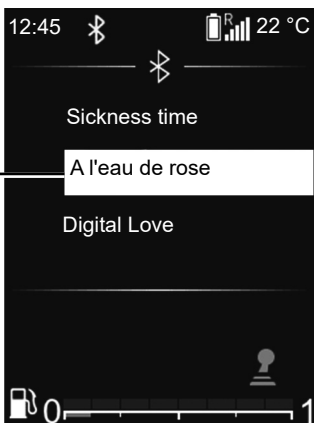 12:45 R 22 °C
Sickness time
A l'eau de rose
Digital Love
0 1